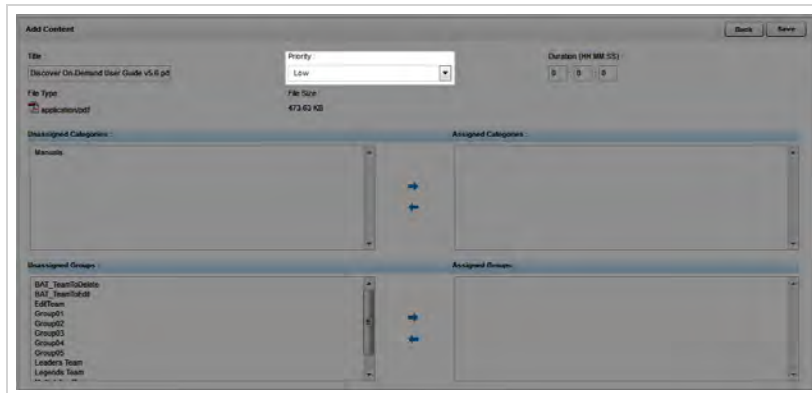 Add Content
Back Save
Title
Priority :
Duration (HH:MM:SS) :
Discover On-Demand User Guide v5.6.pd
Low
0 : 0 : 0
File Type
File Size
application/pdf
473.63 KB
Unassigned Categories :
Assigned Categories :
Manuals
Unassigned Groups :
Assigned Groups :
BAT_TeamToDelete
BAT_TeamToEdit
EditTeam
Group01
Group02
Group03
Group04
Group05
Leaders Team
Legends Team